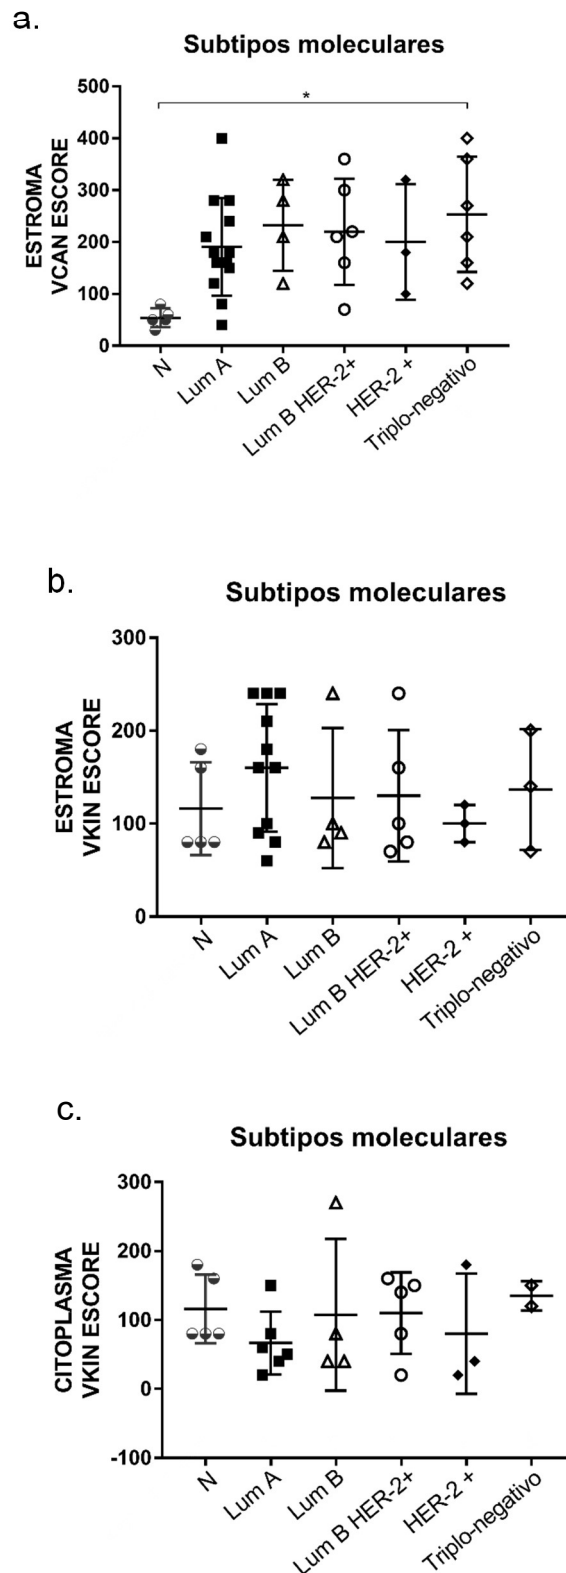 a.
Subtipos moleculares
ESTROMA
VCAN ESCORE
500
400
300
200
100
0
*
N
Lum A
Lum B
Lum B HER-2+
HER-2 +
Triplo-negativo
b.
Subtipos moleculares
ESTROMA
VKIN ESCORE
300
200
100
0
N
Lum A
Lum B
Lum B HER-2+
HER-2 +
Triplo-negativo
c.
Subtipos moleculares
CITOPLASMA
VKIN ESCORE
300
200
100
0
-100
N
Lum A
Lum B
Lum B HER-2+
HER-2 +
Triplo-negativo